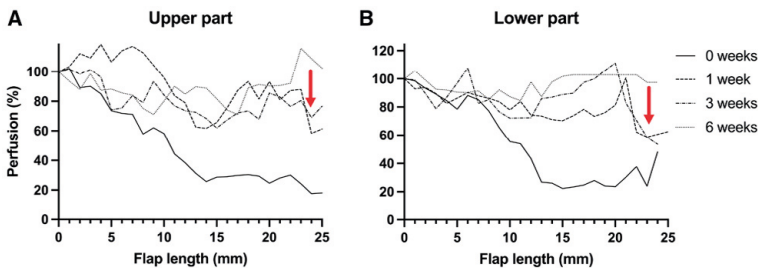 A Upper part
Perfusion (%)
100
80
60
40
20
0
0 5 10 15 20 25
Flap length (mm)
B Lower part
120
100
80
60
40
20
0
0 5 10 15 20 25
Flap length (mm)
0 weeks
1 week
3 weeks
6 weeks